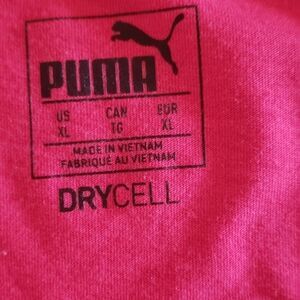 PUMA
US CAN EUR
XL TG XL
MADE IN VIETNAM
FABRIQUÉ AU VIETNAM
DRYCELL